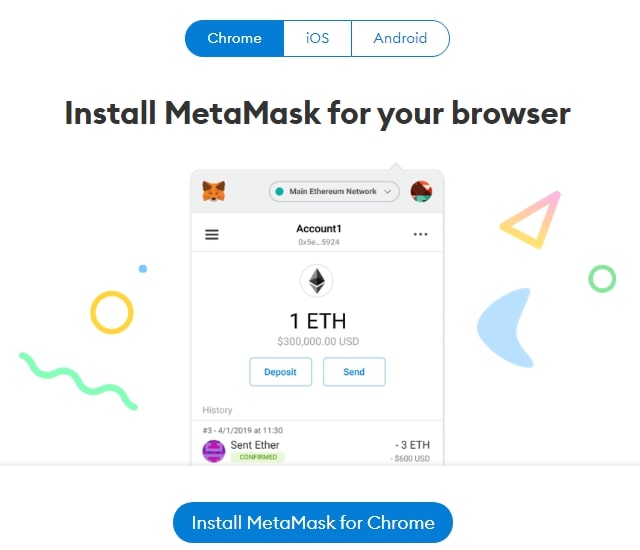 Chrome iOS Android
Install MetaMask for your browser
Main Ethereum Network
Account1
0x5e...5924
1 ETH
$300,000.00 USD
Deposit Send
History
#3 - 4/1/2019 at 11:30
Sent Ether - 3 ETH
CONFIRMED - $600 USD
Install MetaMask for Chrome